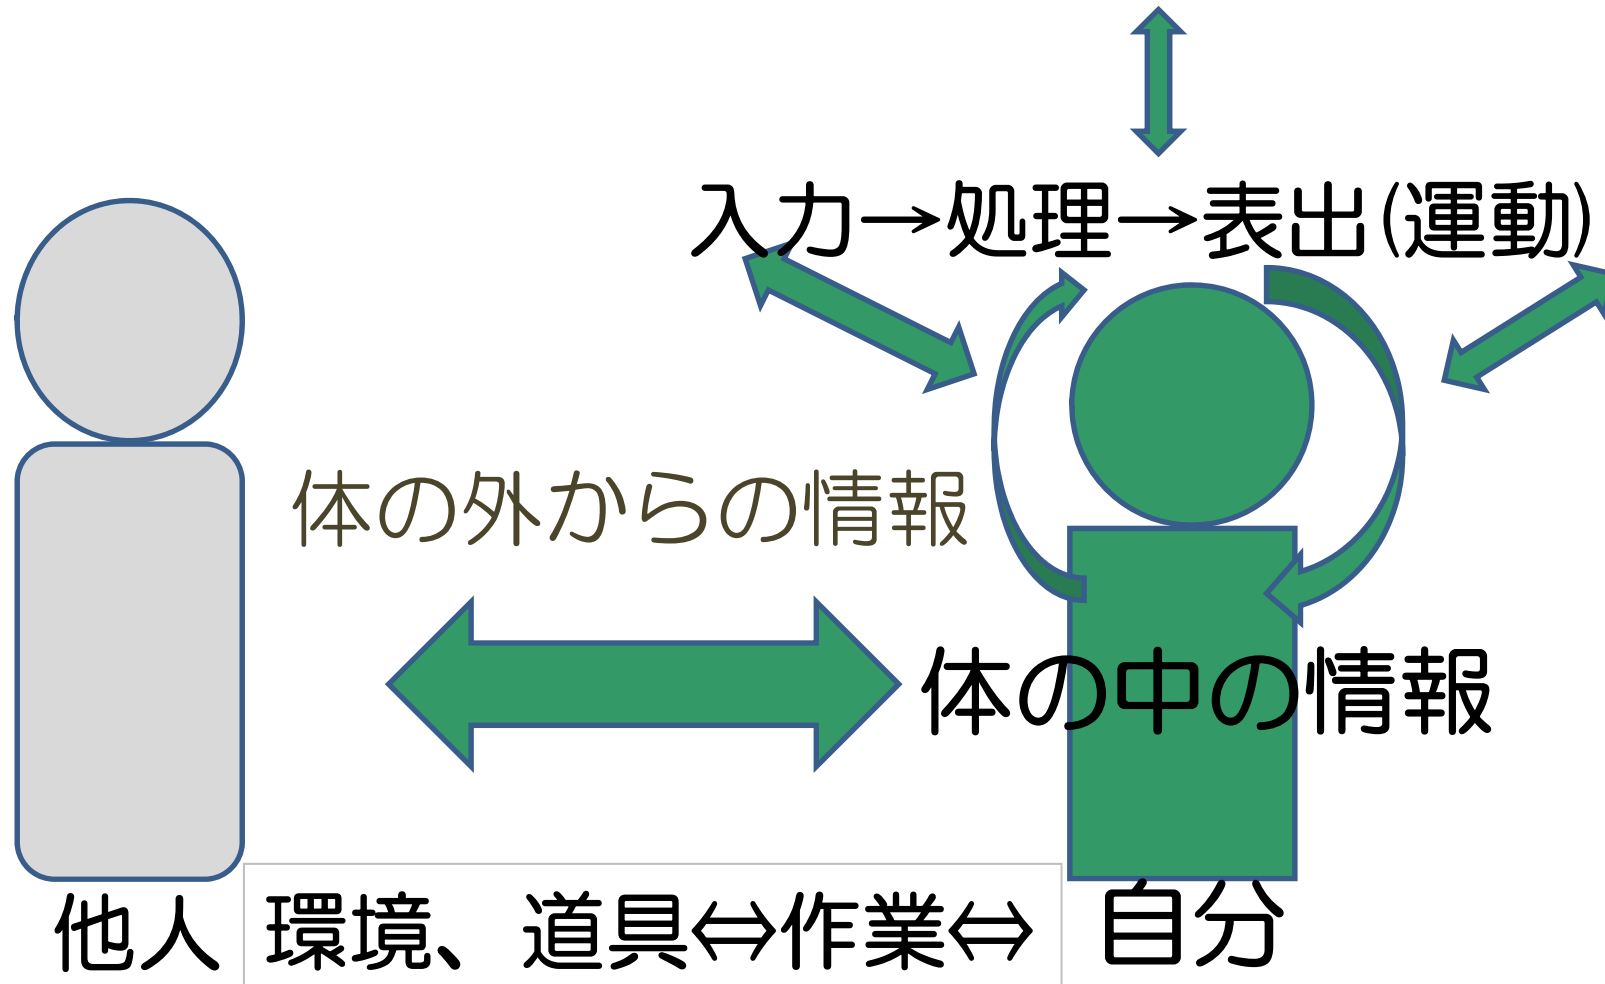 入力→処理→表出(運動)
体の外からの情報
体の中の情報
他人
環境、道具⇔作業⇔
自分